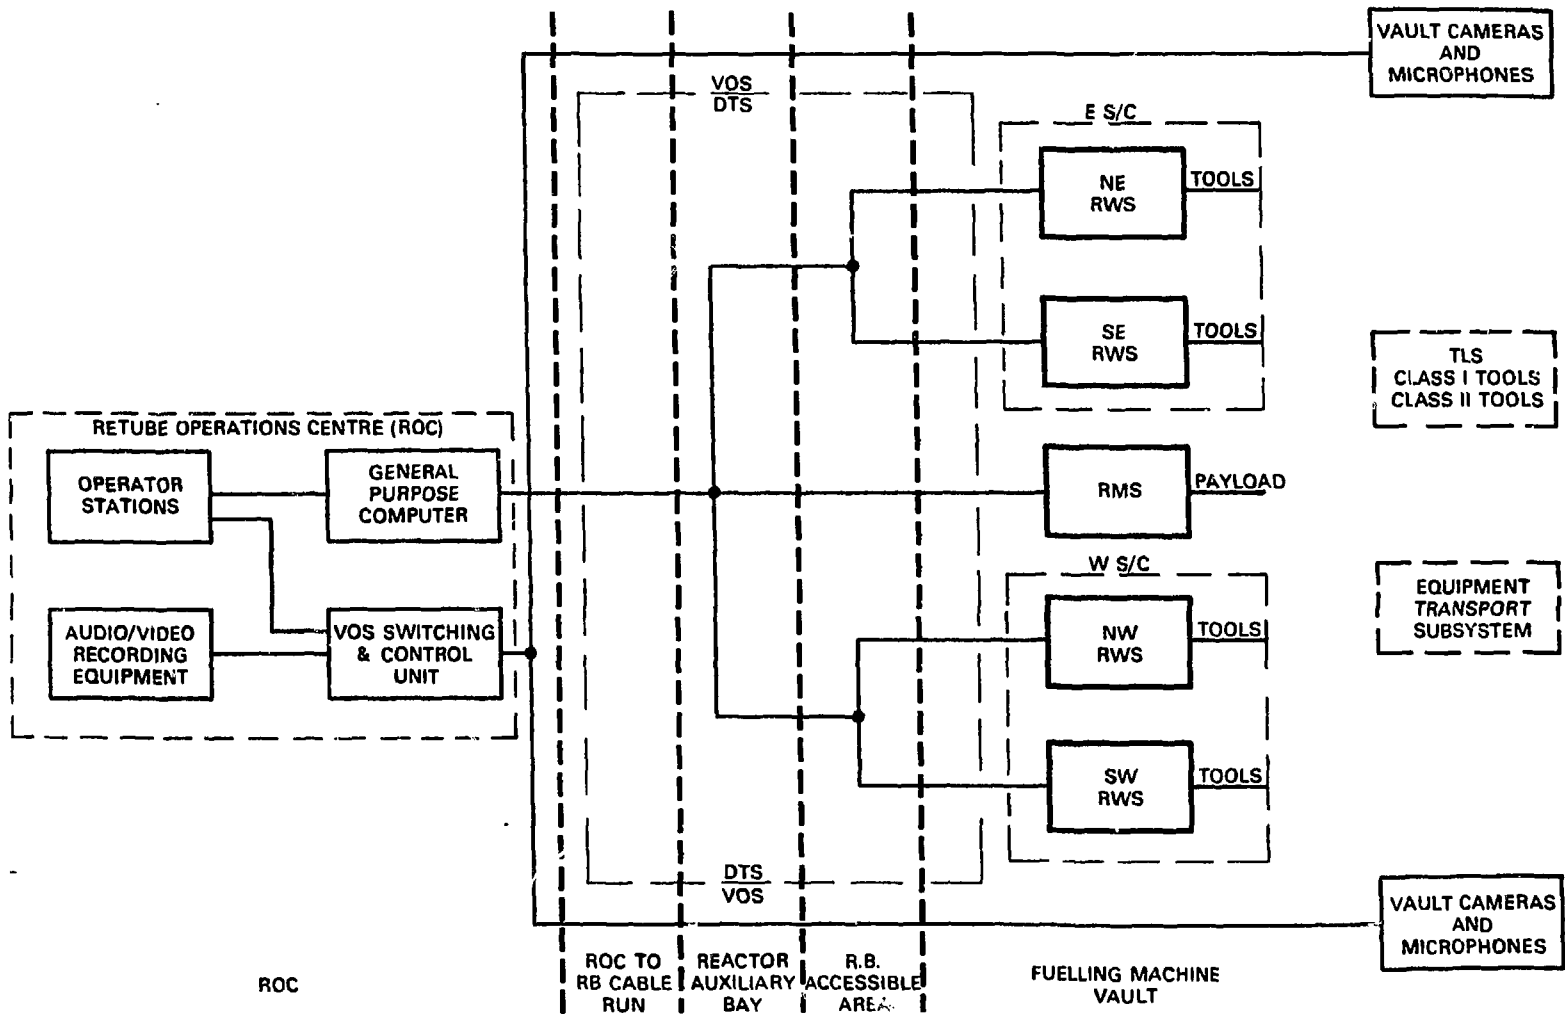 VAULT CAMERAS
AND
MICROPHONES
VOS
DTS
E S/C
NE
RWS
TOOLS
SE
RWS
TOOLS
TLS
CLASS I TOOLS
CLASS II TOOLS
RETUBE OPERATIONS CENTRE (ROC)
OPERATOR
STATIONS
GENERAL
PURPOSE
COMPUTER
RMS
PAYLOAD
W S/C
EQUIPMENT
TRANSPORT
SUBSYSTEM
AUDIO/VIDEO
RECORDING
EQUIPMENT
VOS SWITCHING
& CONTROL
UNIT
NW
RWS
TOOLS
SW
RWS
TOOLS
DTS
VOS
VAULT CAMERAS
AND
MICROPHONES
ROC
ROC TO
RB CABLE
RUN
REACTOR
AUXILIARY
BAY
R.B.
ACCESSIBLE
AREA
FUELLING MACHINE
VAULT